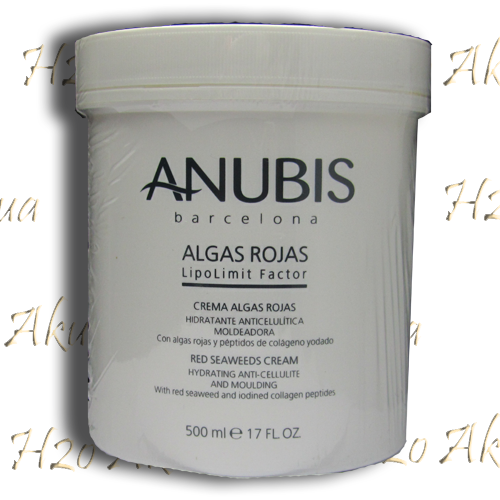 ANUBIS
barcelona
ALGAS ROJAS
LipoLimit Factor
CREMA ALGAS ROJAS
HIDRATANTE ANTICELULÍTICA
MOLDEADORA
Con algas rojas y péptidos de colágeno yodado
RED SEAWEEDS CREAM
HYDRATING ANTI-CELLULITE
AND MOULDING
With red seaweed and iodined collagen peptides
500 ml e 17 FL OZ.
H2o Akua